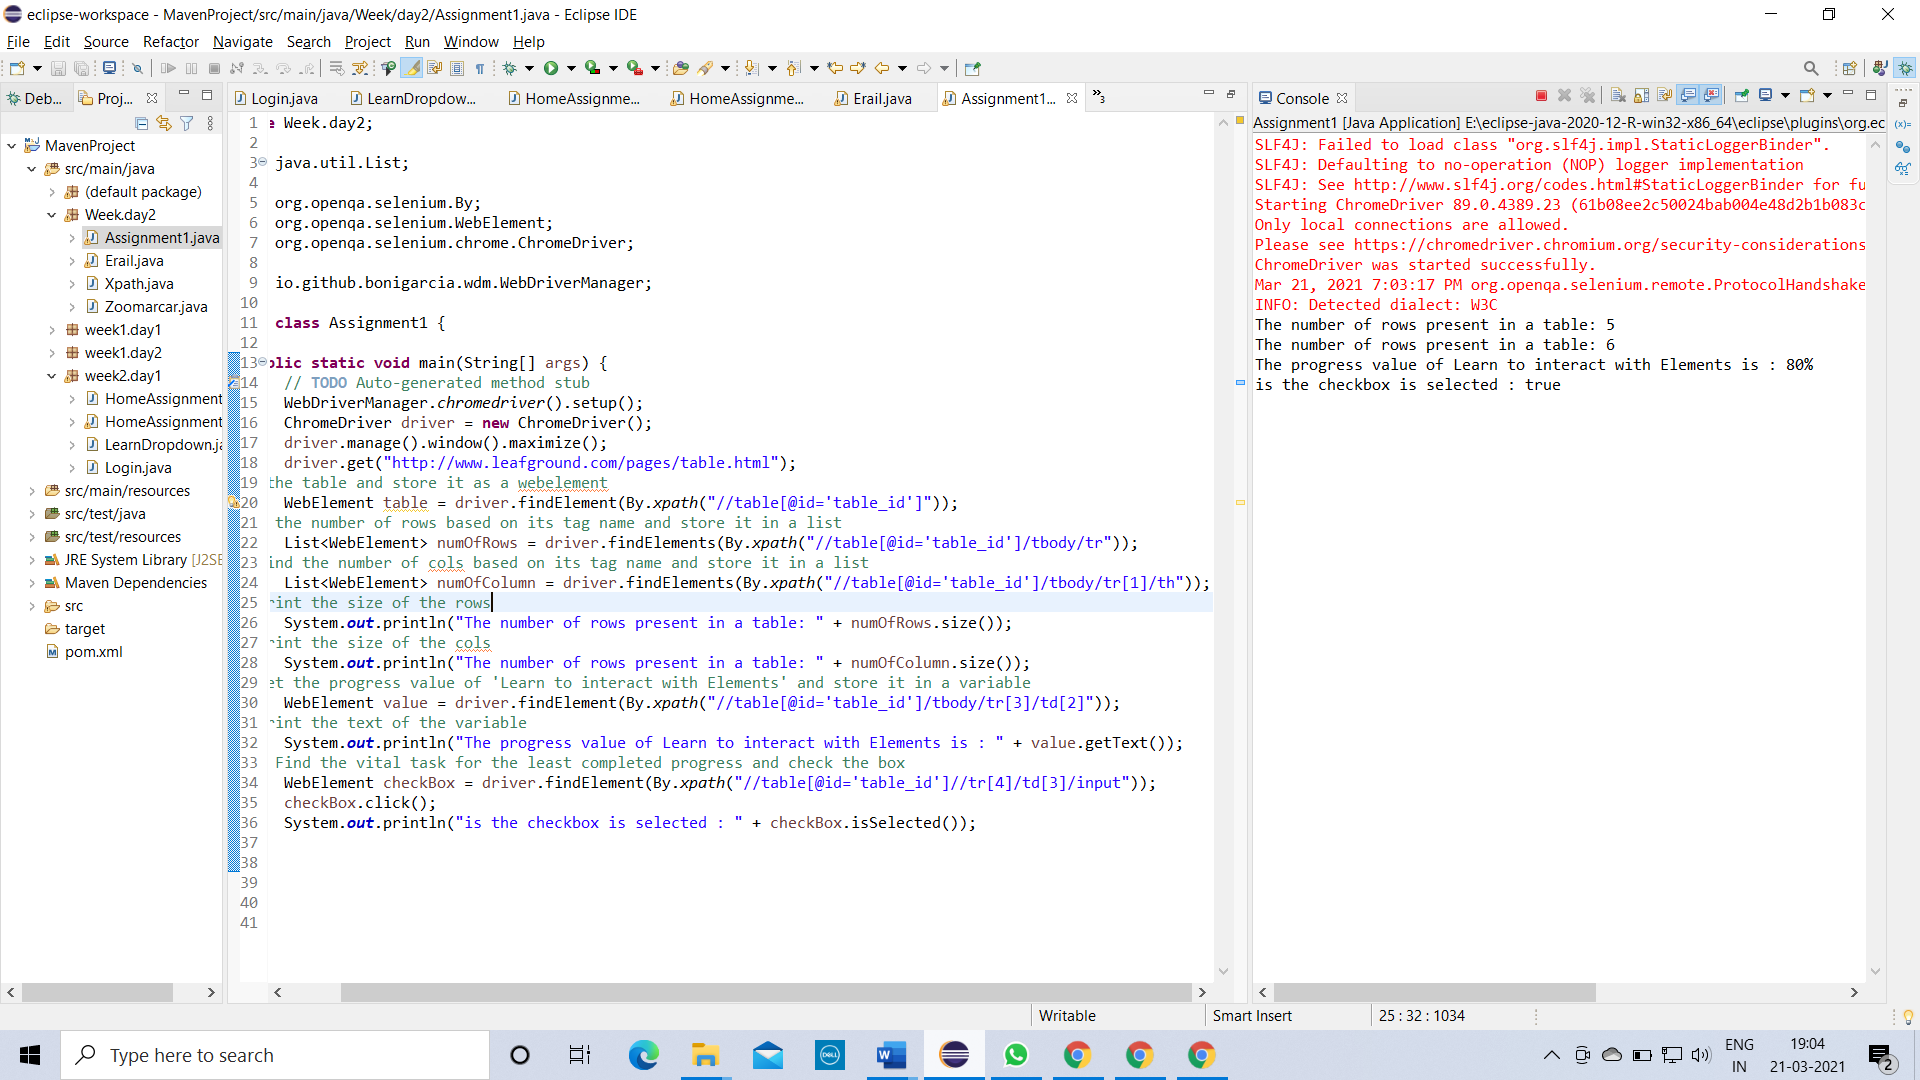 eclipse-workspace - MavenProject/src/main/java/Week/day2/Assignment1.java - Eclipse IDE
File Edit Source Refactor Navigate Search Project Run Window Help
Deb... Proj...
MavenProject
src/main/java
(default package)
Week.day2
Assignment1.java
Erail.java
Xpath.java
Zoomarcar.java
week1.day1
week1.day2
week2.day1
HomeAssignment
HomeAssignment
LearnDropdown.ja
Login.java
src/main/resources
src/test/java
src/test/resources
JRE System Library [J2SE
Maven Dependencies
src
target
pom.xml
Login.java LearnDropdow... HomeAssignme... HomeAssignme... Erail.java Assignment1... »3
1 e Week.day2;
2
3 java.util.List;
4
5 org.openqa.selenium.By;
6 org.openqa.selenium.WebElement;
7 org.openqa.selenium.chrome.ChromeDriver;
8
9 io.github.bonigarcia.wdm.WebDriverManager;
10
11 class Assignment1 {
12
13 blic static void main(String[] args) {
14 // TODO Auto-generated method stub
15 WebDriverManager.chromedriver().setup();
16 ChromeDriver driver = new ChromeDriver();
17 driver.manage().window().maximize();
18 driver.get("http://www.leafground.com/pages/table.html");
19 the table and store it as a webelement
20 WebElement table = driver.findElement(By.xpath("//table[@id='table_id']"));
21 the number of rows based on its tag name and store it in a list
22 List<WebElement> numOfRows = driver.findElements(By.xpath("//table[@id='table_id']/tbody/tr"));
23 ind the number of cols based on its tag name and store it in a list
24 List<WebElement> numOfColumn = driver.findElements(By.xpath("//table[@id='table_id']/tbody/tr[1]/th"));
25 rint the size of the rows
26 System.out.println("The number of rows present in a table: " + numOfRows.size());
27 rint the size of the cols
28 System.out.println("The number of rows present in a table: " + numOfColumn.size());
29 et the progress value of 'Learn to interact with Elements' and store it in a variable
30 WebElement value = driver.findElement(By.xpath("//table[@id='table_id']/tbody/tr[3]/td[2]"));
31 rint the text of the variable
32 System.out.println("The progress value of Learn to interact with Elements is : " + value.getText());
33 Find the vital task for the least completed progress and check the box
34 WebElement checkBox = driver.findElement(By.xpath("//table[@id='table_id']//tr[4]/td[3]/input"));
35 checkBox.click();
36 System.out.println("is the checkbox is selected : " + checkBox.isSelected());
37
38
39
40
41
Console
Assignment1 [Java Application] E:\eclipse-java-2020-12-R-win32-x86_64\eclipse\plugins\org.ec
SLF4J: Failed to load class "org.slf4j.impl.StaticLoggerBinder".
SLF4J: Defaulting to no-operation (NOP) logger implementation
SLF4J: See http://www.slf4j.org/codes.html#StaticLoggerBinder for fu
Starting ChromeDriver 89.0.4389.23 (61b08ee2c50024bab004e48d2b1b083c
Only local connections are allowed.
Please see https://chromedriver.chromium.org/security-considerations
ChromeDriver was started successfully.
Mar 21, 2021 7:03:17 PM org.openqa.selenium.remote.ProtocolHandshake
INFO: Detected dialect: W3C
The number of rows present in a table: 5
The number of rows present in a table: 6
The progress value of Learn to interact with Elements is : 80%
is the checkbox is selected : true
Writable Smart Insert 25 : 32 : 1034
Type here to search
DELL
ENG
IN
19:04
21-03-2021
2